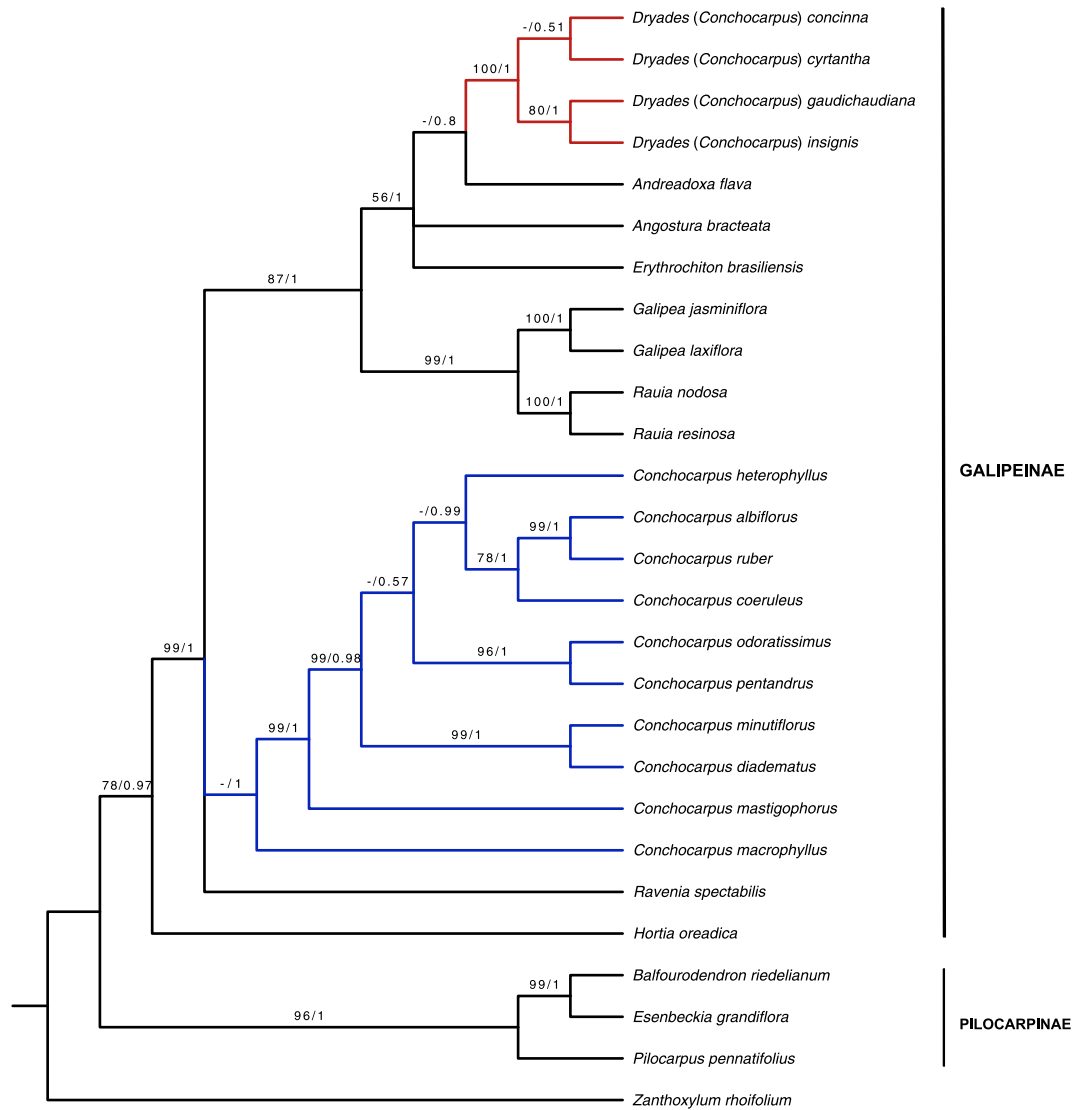 -/0.51
Dryades (Conchocarpus) concinna
Dryades (Conchocarpus) cyrtantha
100/1
80/1
Dryades (Conchocarpus) gaudichaudiana
Dryades (Conchocarpus) insignis
-/0.8
Andreadoxa flava
56/1
Angostura bracteata
Erythrochiton brasiliensis
87/1
Galipea jasminiflora
100/1
Galipea laxiflora
99/1
Rauia nodosa
100/1
Rauia resinosa
GALIPEINAE
Conchocarpus heterophyllus
-/0.99
Conchocarpus albiflorus
99/1
Conchocarpus ruber
78/1
Conchocarpus coeruleus
-/0.57
Conchocarpus odoratissimus
96/1
Conchocarpus pentandrus
99/1
99/0.98
Conchocarpus minutiflorus
99/1
99/1
Conchocarpus diadematus
-/1
78/0.97
Conchocarpus mastigophorus
Conchocarpus macrophyllus
Ravenia spectabilis
Hortia oreadica
Balfourodendron riedelianum
99/1
Esenbeckia grandiflora
96/1
PILOCARPINAE
Pilocarpus pennatifolius
Zanthoxylum rhoifolium